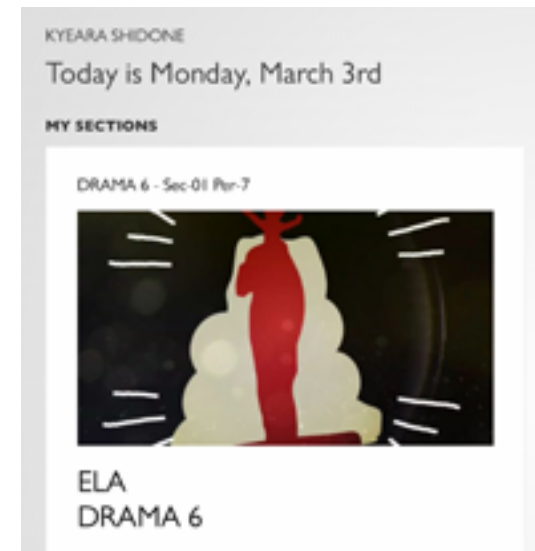 KYEARA SHIDONE
Today is Monday, March 3rd
MY SECTIONS
DRAMA 6 - Sec-01 Per-7
ELA
DRAMA 6